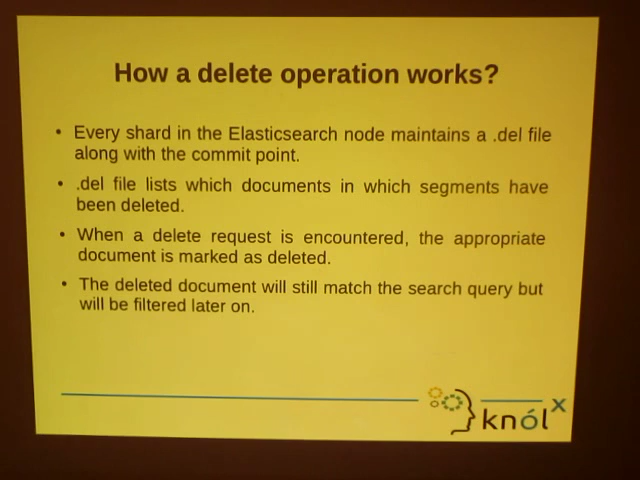 How a delete operation works?
• Every shard in the Elasticsearch node maintains a .del file
along with the commit point.
• .del file lists which documents in which segments have
been deleted.
• When a delete request is encountered, the appropriate
document is marked as deleted.
• The deleted document will still match the search query but
will be filtered later on.
knólx